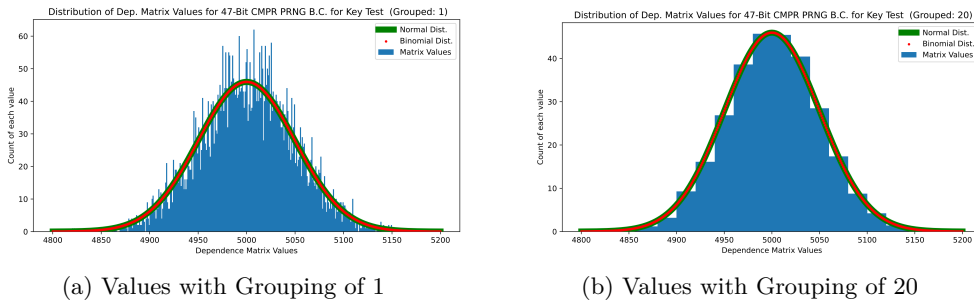 Distribution of Dep. Matrix Values for 47-Bit CMPR PRNG B.C. for Key Test (Grouped: 1)
Normal Dist.
Binomial Dist.
Matrix Values
Count of each value
60
50
40
30
20
10
0
4800 4850 4900 4950 5000 5050 5100 5150 5200
Dependence Matrix Values
(a) Values with Grouping of 1
Distribution of Dep. Matrix Values for 47-Bit CMPR PRNG B.C. for Key Test (Grouped: 20)
Normal Dist.
Binomial Dist.
Matrix Values
Count of each value
40
30
20
10
0
4800 4850 4900 4950 5000 5050 5100 5150 5200
Dependence Matrix Values
(b) Values with Grouping of 20